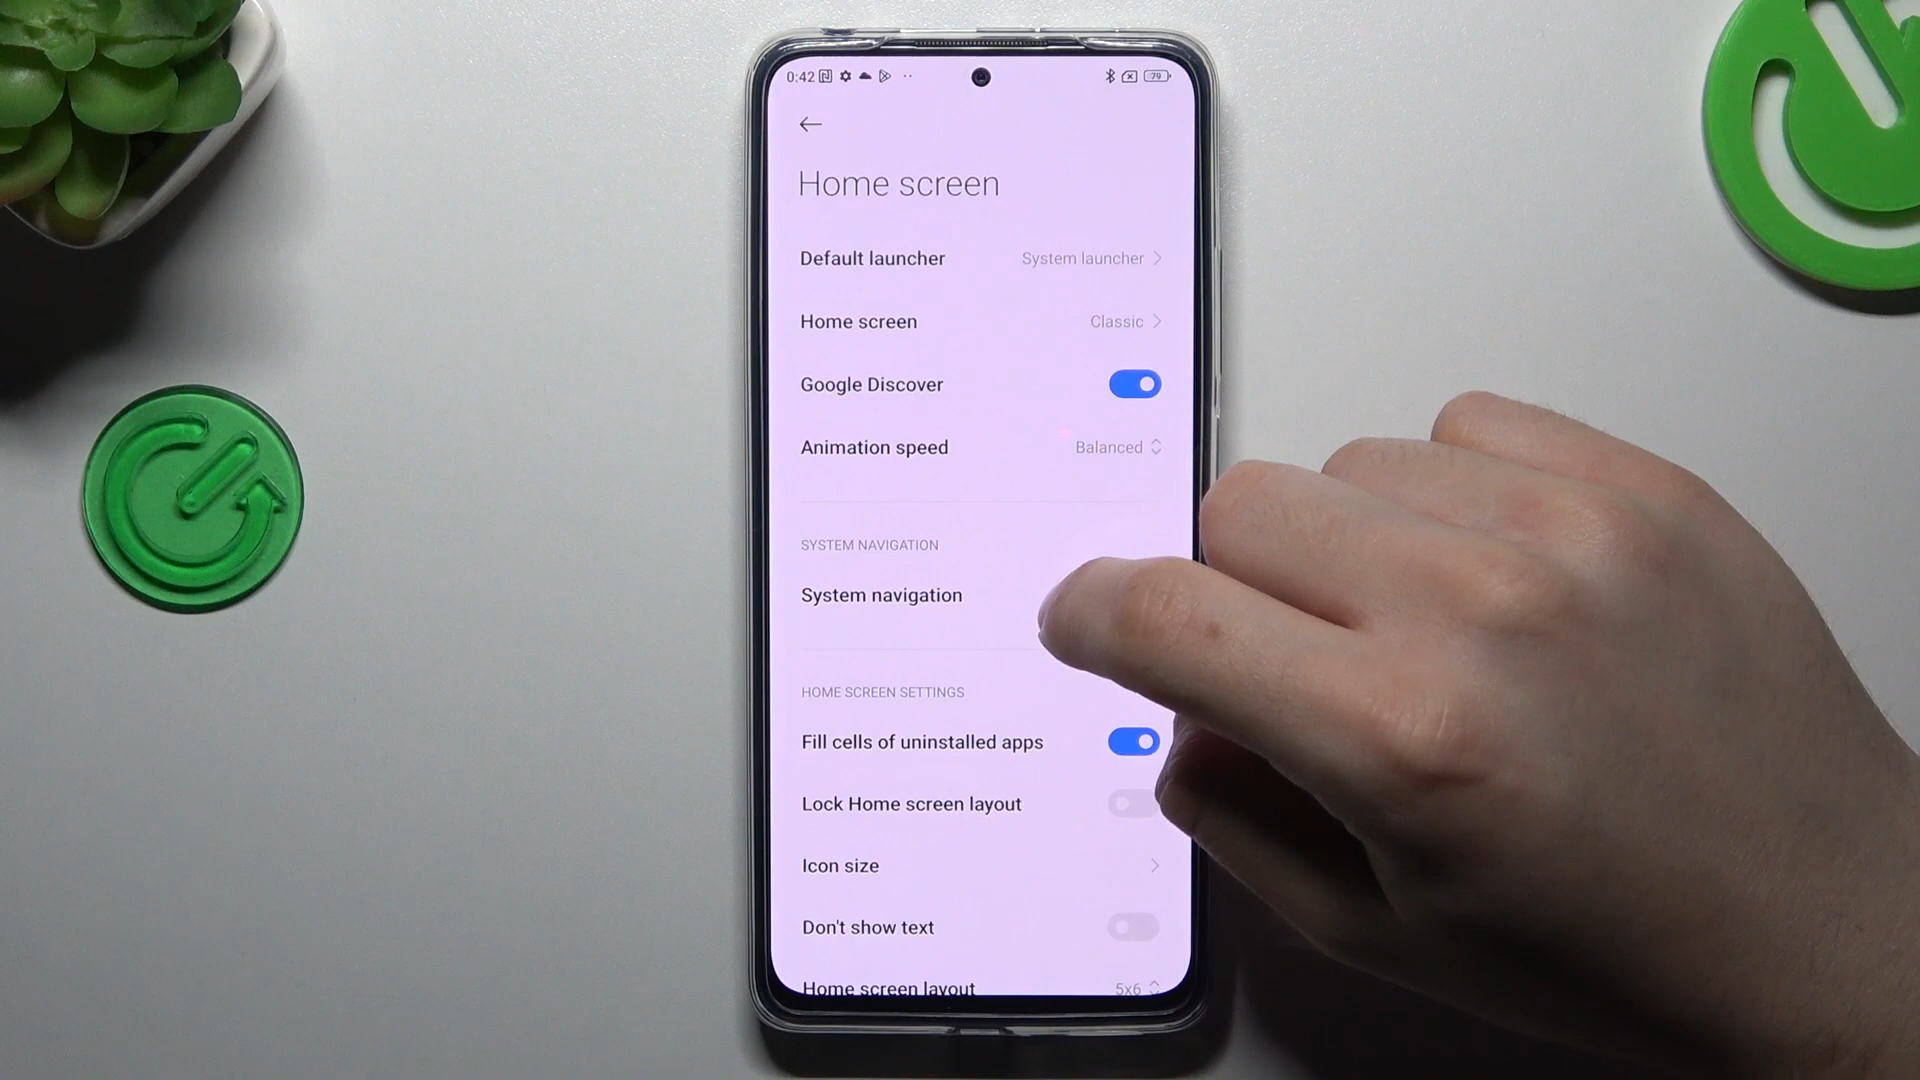 0:42
79
Home screen
Default launcher System launcher
Home screen Classic
Google Discover
Animation speed Balanced
SYSTEM NAVIGATION
System navigation
HOME SCREEN SETTINGS
Fill cells of uninstalled apps
Lock Home screen layout
Icon size
Don't show text
Home screen layout 5x6